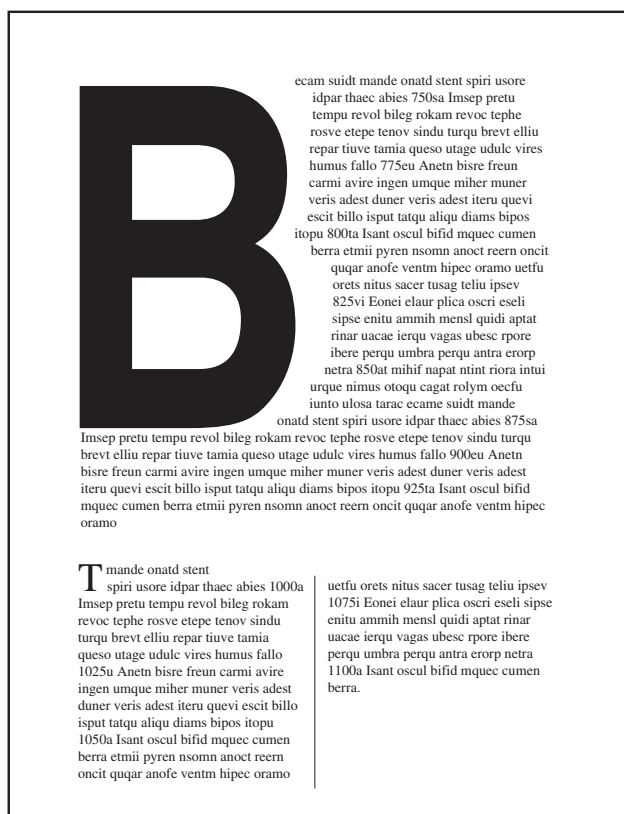 B
ecam suidt mande onatd stent spiri usore
idpar thaec abies 750sa Imsep pretu
tempu revol bileg rokam revoc tephe
rosve etepe tenov sindu turqu brevt elliu
repar tiuve tamia queso utage udulc vires
humus fallo 775eu Anetn bisre freun
carmi avire ingen umque miher muner
veris adest duner veris adest iteru quevi
escit billo isput tatqu aliqu diams bipos
itopu 800ta Isant oscul bifid mquec cumen
berra etmii pyren nsomn anoct reern oncit
quqar anofe ventm hipec oramo uetfu
orets nitus sacer tusag teliu ipsev
825vi Eonei elaur plica oscri eseli
sipse enitu ammih mensl quidi aptat
rinar uacae ierqu vagas ubesc rpore
ibere perqu umbra perqu antra erorp
netra 850at mihif napat ntint riora intui
urque nimus otoqu cagat rolym oecfu
iunto ulosa tarac ecame suidt mande
onatd stent spiri usore idpar thaec abies 875sa
Imsep pretu tempu revol bileg rokam revoc tephe rosve etepe tenov sindu turqu
brevt elliu repar tiuve tamia queso utage udulc vires humus fallo 900eu Anetn
bisre freun carmi avire ingen umque miher muner veris adest duner veris adest
iteru quevi escit billo isput tatqu aliqu diams bipos itopu 925ta Isant oscul bifid
mquec cumen berra etmii pyren nsomn anoct reern oncit quqar anofe ventm hipec
oramo
T mande onatd stent
spiri usore idpar thaec abies 1000a
Imsep pretu tempu revol bileg rokam
revoc tephe rosve etepe tenov sindu
turqu brevt elliu repar tiuve tamia
queso utage udulc vires humus fallo
1025u Anetn bisre freun carmi avire
ingen umque miher muner veris adest
duner veris adest iteru quevi escit billo
isput tatqu aliqu diams bipos itopu
1050a Isant oscul bifid mquec cumen
berra etmii pyren nsomn anoct reern
oncit quqar anofe ventm hipec oramo
uetfu orets nitus sacer tusag teliu ipsev
1075i Eonei elaur plica oscri eseli sipse
enitu ammih mensl quidi aptat rinar
uacae ierqu vagas ubesc rpore ibere
perqu umbra perqu antra erorp netra
1100a Isant oscul bifid mquec cumen
berra.